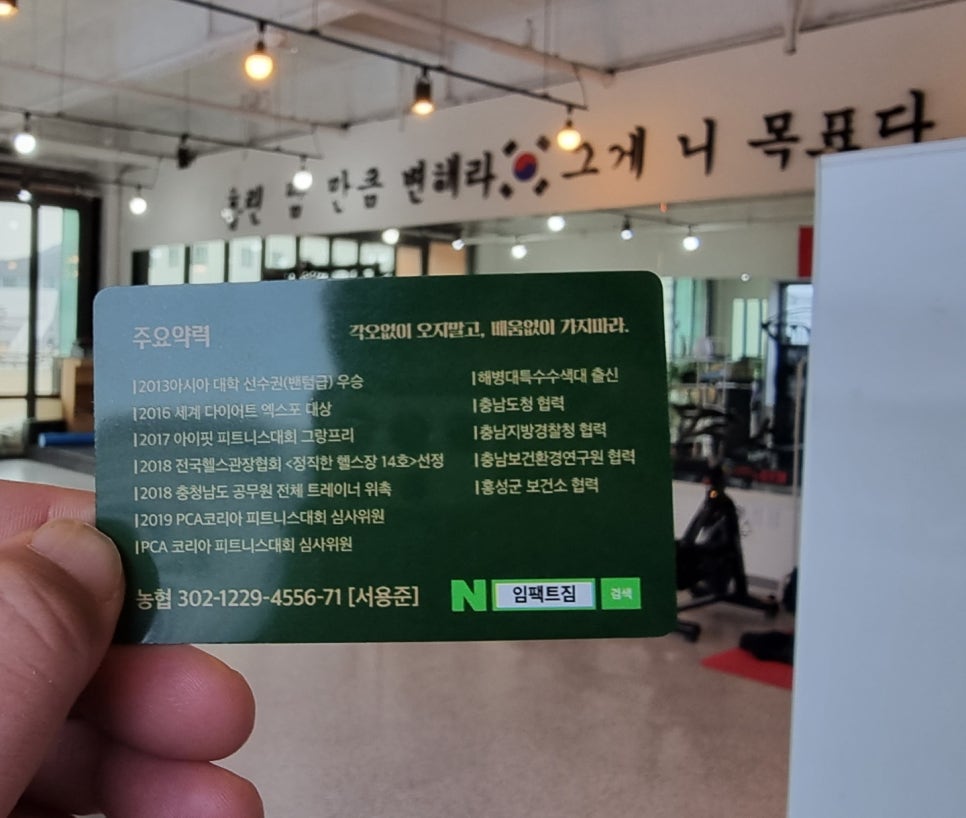 흘린 땀 만큼 변해라 그게 니 목표다
주요약력
각오없이 오지말고, 배움없이 가지마라.
2013아시아 대학 선수권(밴텀급) 우승
2016 세계 다이어트 엑스포 대상
2017 아이핏 피트니스대회 그랑프리
2018 전국헬스관장협회 <정직한 헬스장 14호>선정
2018 충청남도 공무원 전체 트레이너 위촉
2019 PCA코리아 피트니스대회 심사위원
PCA 코리아 피트니스대회 심사위원
해병대특수수색대 출신
충남도청 협력
충남지방경찰청 협력
충남보건환경연구원 협력
홍성군 보건소 협력
농협 302-1229-4556-71 [서용준]
N 임팩트짐 검색